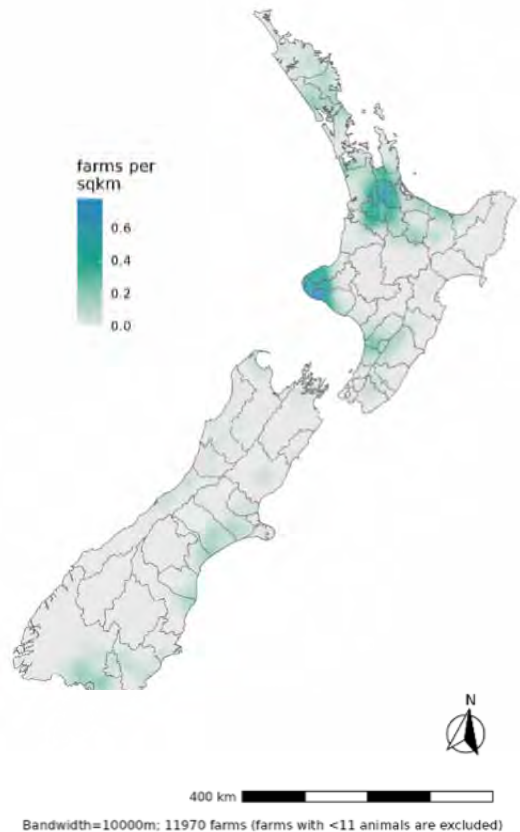 farms per
sqkm
0.6
0.4
0.2
0.0
N
400 km
Bandwidth=10000m; 11970 farms (farms with <11 animals are excluded)